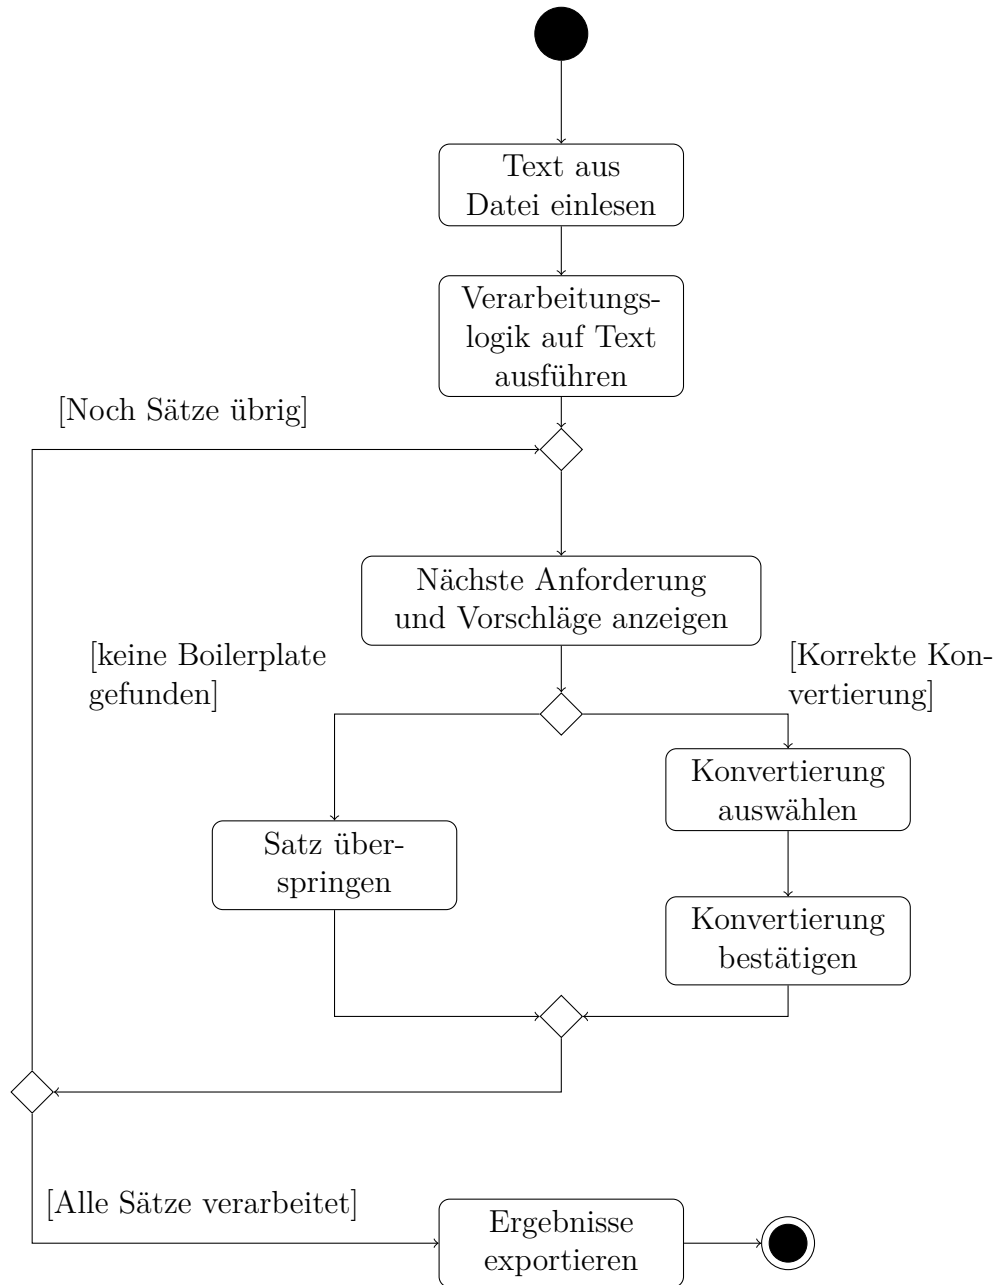 Text aus
Datei einlesen
Verarbeitungs-
logik auf Text
ausführen
[Noch Sätze übrig]
Nächste Anforderung
und Vorschläge anzeigen
[keine Boilerplate
gefunden]
[Korrekte Kon-
vertierung]
Konvertierung
auswählen
Satz über-
springen
Konvertierung
bestätigen
[Alle Sätze verarbeitet]
Ergebnisse
exportieren